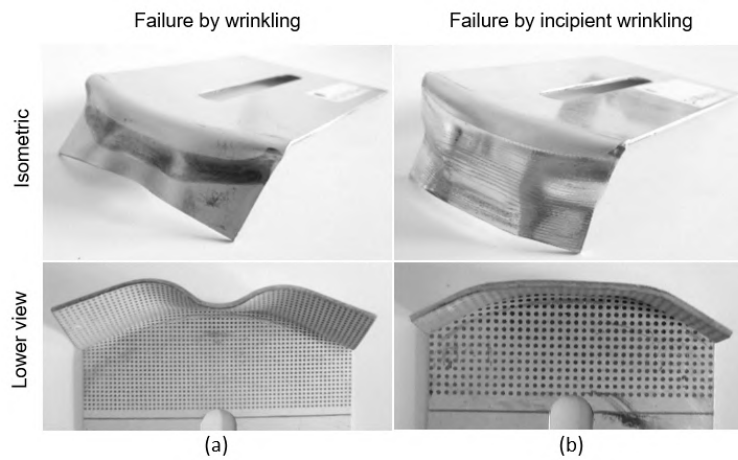 Failure by wrinkling
Failure by incipient wrinkling
Isometric
Lower view
(a)
(b)